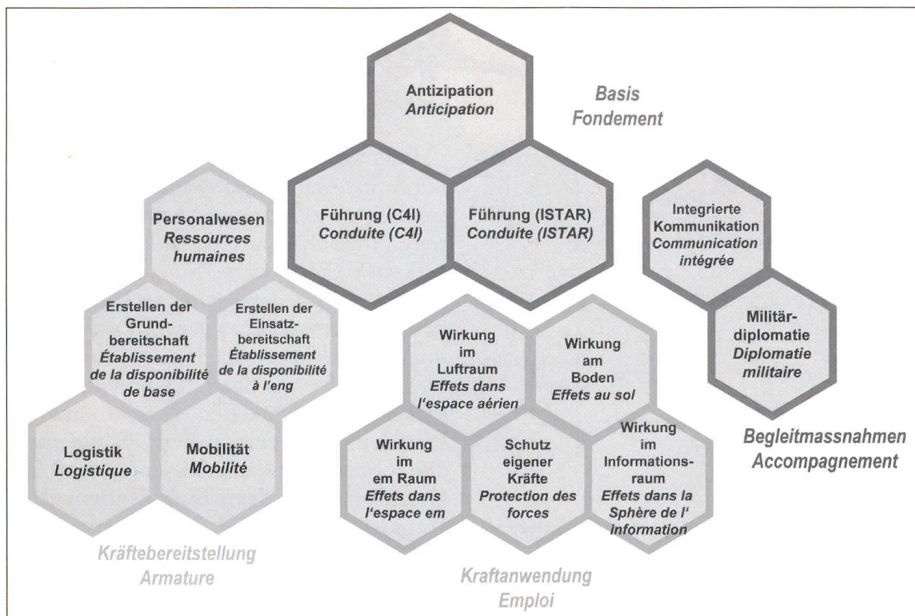 Antizipation
Anticipation
Basis
Fondement
Führung (C4I)
Conduite (C4I)
Führung (ISTAR)
Conduite (ISTAR)
Personalwesen
Ressources
humaines
Erstellen der
Grund-
bereitschaft
Établissement
de la disponibilité
de base
Erstellen der
Einsatz-
bereitschaft
Établissement
de la disponibilité
à l'eng
Logistik
Logistique
Mobilität
Mobilité
Kräftebereitstellung
Armature
Wirkung
im
Luftraum
Effets dans
l'espace aérien
Wirkung
am
Boden
Effets au sol
Wirkung
im
em Raum
Effets dans
l'espace em
Schutz
eigener
Kräfte
Protection des
forces
Wirkung
im
Informations-
raum
Effets dans la
Sphère de l'
information
Kraftanwendung
Emploi
Integrierte
Kommunikation
Communication
intégrée
Militär-
diplomatie
Diplomatie
militaire
Begleitmassnahmen
Accompagnement